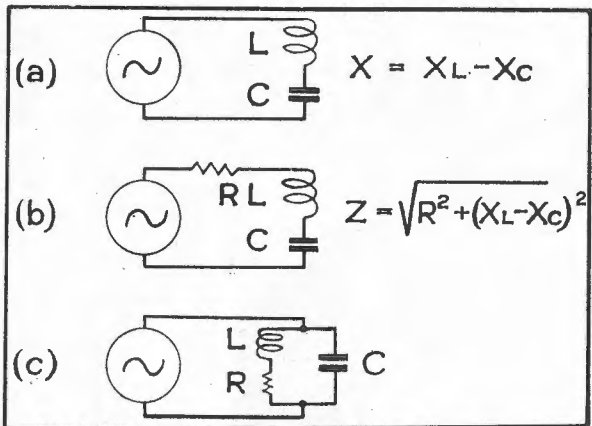 (a) L C X = XL-XC
(b) R L C Z = √R²+(XL-XC)²
(c) L R C